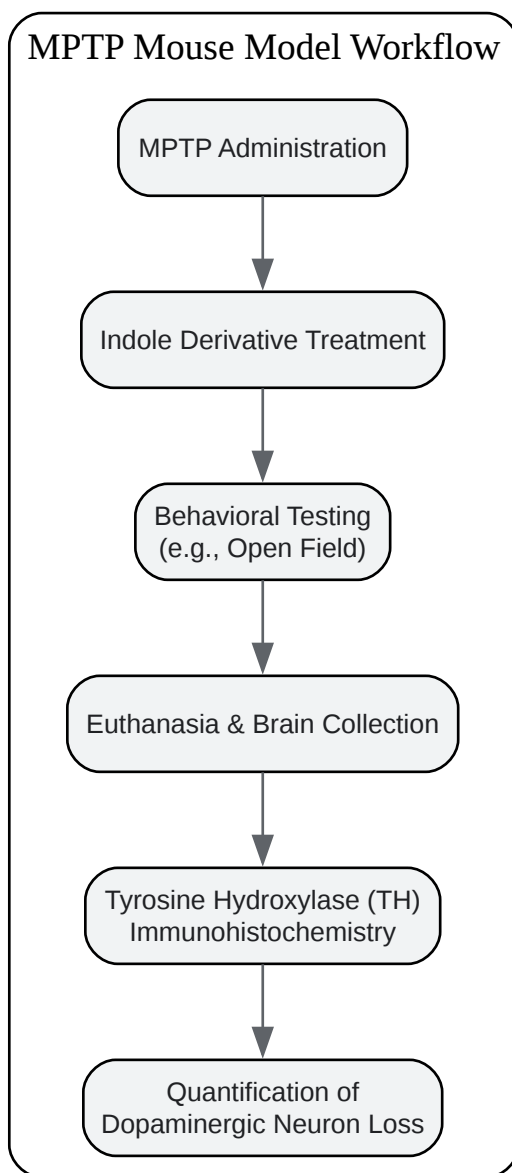 MPTP Mouse Model Workflow
MPTP Administration
Indole Derivative Treatment
Behavioral Testing
(e.g., Open Field)
Euthanasia & Brain Collection
Tyrosine Hydroxylase (TH)
Immunohistochemistry
Quantification of
Dopaminergic Neuron Loss